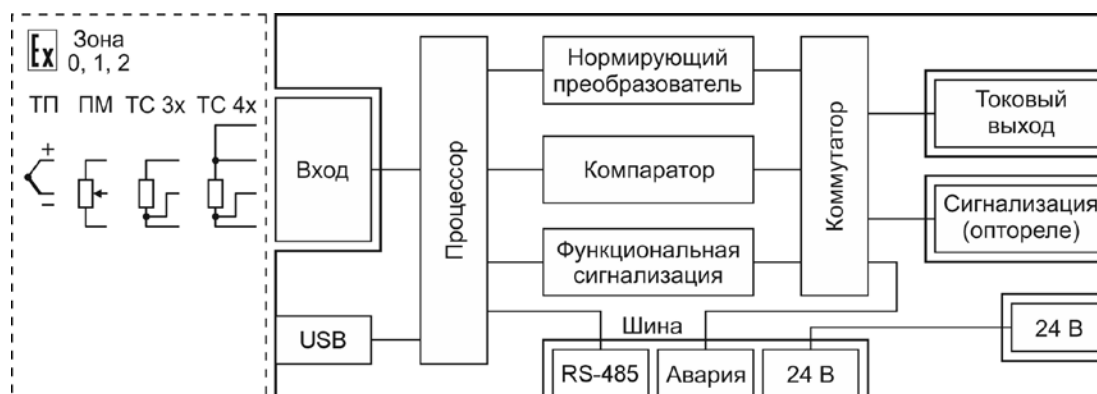 Ex Зона
0, 1, 2
ТП ПМ ТС 3х ТС 4х
+
–
Вход
USB
Процессор
Нормирующий
преобразователь
Компаратор
Функциональная
сигнализация
Коммутатор
Токовый
выход
Сигнализация
(оптореле)
24 В
Шина
RS-485
Авария
24 В